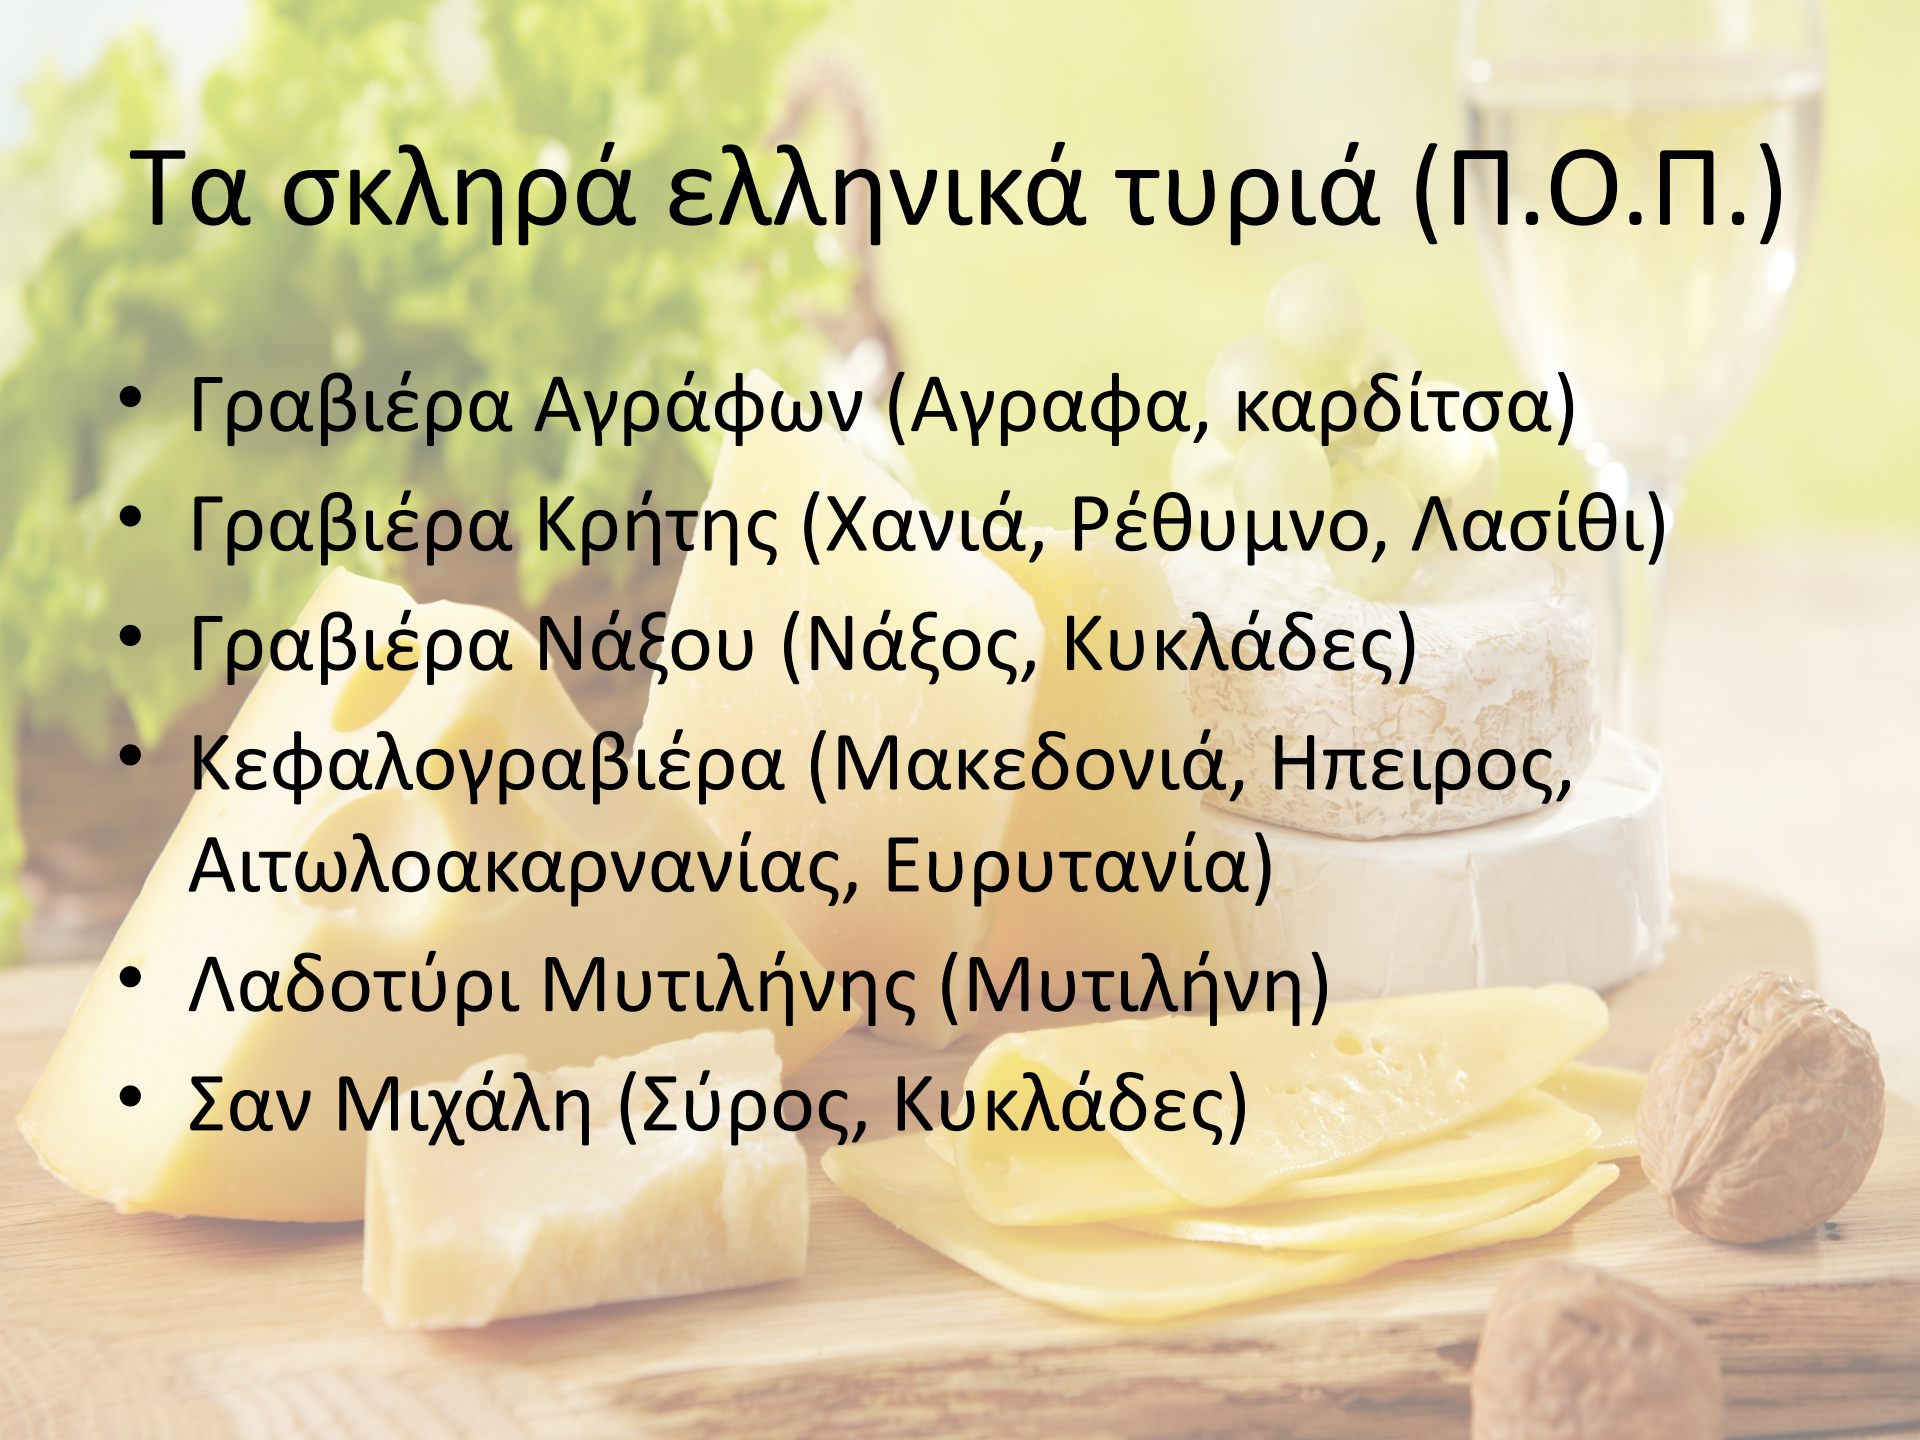 Τα σκληρά ελληνικά τυριά (Π.Ο.Π.)
• Γραβιέρα Αγράφων (Αγραφα, καρδίτσα)
• Γραβιέρα Κρήτης (Χανιά, Ρέθυμνο, Λασίθι)
• Γραβιέρα Νάξου (Νάξος, Κυκλάδες)
• Κεφαλογραβιέρα (Μακεδονιά, Ηπειρος,
Αιτωλοακαρνανίας, Ευρυτανία)
• Λαδοτύρι Μυτιλήνης (Μυτιλήνη)
• Σαν Μιχάλη (Σύρος, Κυκλάδες)